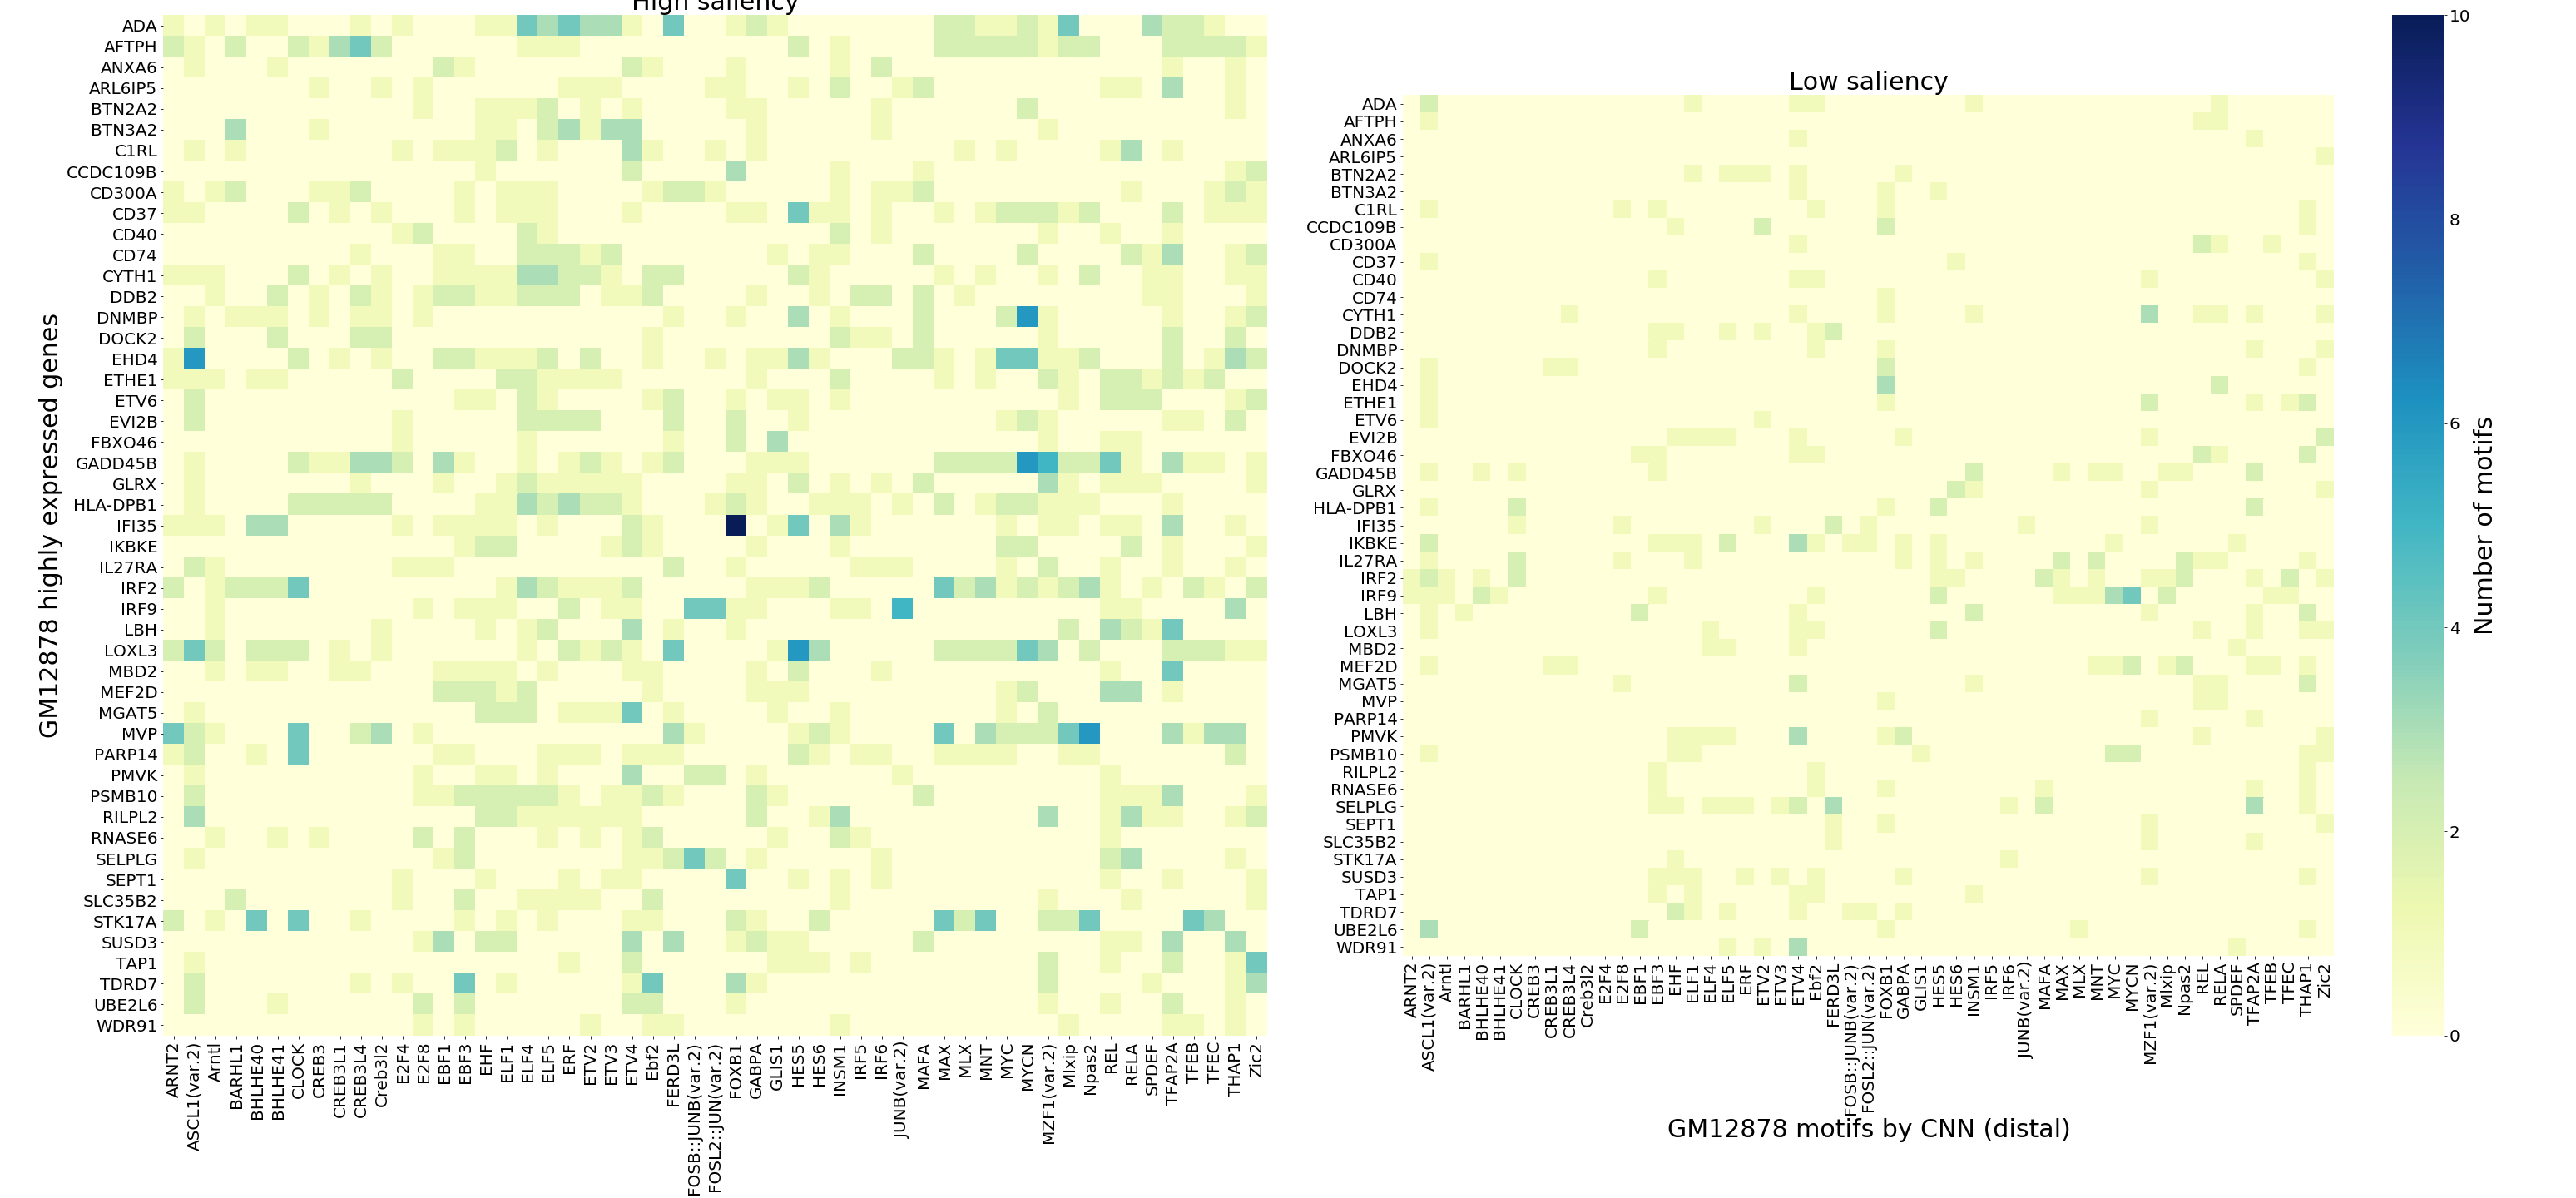 High saliency
GM12878 highly expressed genes
ADA
AFTPH
ANXA6
ARL6IP5
BTN2A2
BTN3A2
C1RL
CCDC109B
CD300A
CD37
CD40
CD74
CYTH1
DDB2
DNMBP
DOCK2
EHD4
ETHE1
ETV6
EVI2B
FBXO46
GADD45B
GLRX
HLA-DPB1
IFI35
IKBKE
IL27RA
IRF2
IRF9
LBH
LOXL3
MBD2
MEF2D
MGAT5
MVP
PARP14
PMVK
PSMB10
RILPL2
RNASE6
SELPLG
SEPT1
SLC35B2
STK17A
SUSD3
TAP1
TDRD7
UBE2L6
WDR91
ARNT2
ASCL1(var.2)
Arntl
BARHL1
BHLHE40
BHLHE41
CLOCK
CREB3
CREB3L1
CREB3L4
Creb3l2
E2F4
E2F8
EBF1
EBF3
EHF
ELF1
ELF4
ELF5
ERF
ETV2
ETV3
ETV4
Ebf2
FERD3L
FOSB::JUNB(var.2)
FOSL2::JUN(var.2)
FOXB1
GABPA
GLIS1
HES5
HES6
INSM1
IRF5
IRF6
JUNB(var.2)
MAFA
MAX
MLX
MNT
MYC
MYCN
MZF1(var.2)
Mlxip
Npas2
REL
RELA
SPDEF
TFAP2A
TFEB
TFEC
THAP1
Zic2
Low saliency
ADA
AFTPH
ANXA6
ARL6IP5
BTN2A2
BTN3A2
C1RL
CCDC109B
CD300A
CD37
CD40
CD74
CYTH1
DDB2
DNMBP
DOCK2
EHD4
ETHE1
ETV6
EVI2B
FBXO46
GADD45B
GLRX
HLA-DPB1
IFI35
IKBKE
IL27RA
IRF2
IRF9
LBH
LOXL3
MBD2
MEF2D
MGAT5
MVP
PARP14
PMVK
PSMB10
RILPL2
RNASE6
SELPLG
SEPT1
SLC35B2
STK17A
SUSD3
TAP1
TDRD7
UBE2L6
WDR91
ARNT2
ASCL1(var.2)
Arntl
BARHL1
BHLHE40
BHLHE41
CLOCK
CREB3
CREB3L1
CREB3L4
Creb3l2
E2F4
E2F8
EBF1
EBF3
EHF
ELF1
ELF4
ELF5
ERF
ETV2
ETV3
ETV4
Ebf2
FERD3L
FOSB::JUNB(var.2)
FOSL2::JUN(var.2)
FOXB1
GABPA
GLIS1
HES5
HES6
INSM1
IRF5
IRF6
JUNB(var.2)
MAFA
MAX
MLX
MNT
MYC
MYCN
MZF1(var.2)
Mlxip
Npas2
REL
RELA
SPDEF
TFAP2A
TFEB
TFEC
THAP1
Zic2
GM12878 motifs by CNN (distal)
10
8
6
4
2
0
Number of motifs